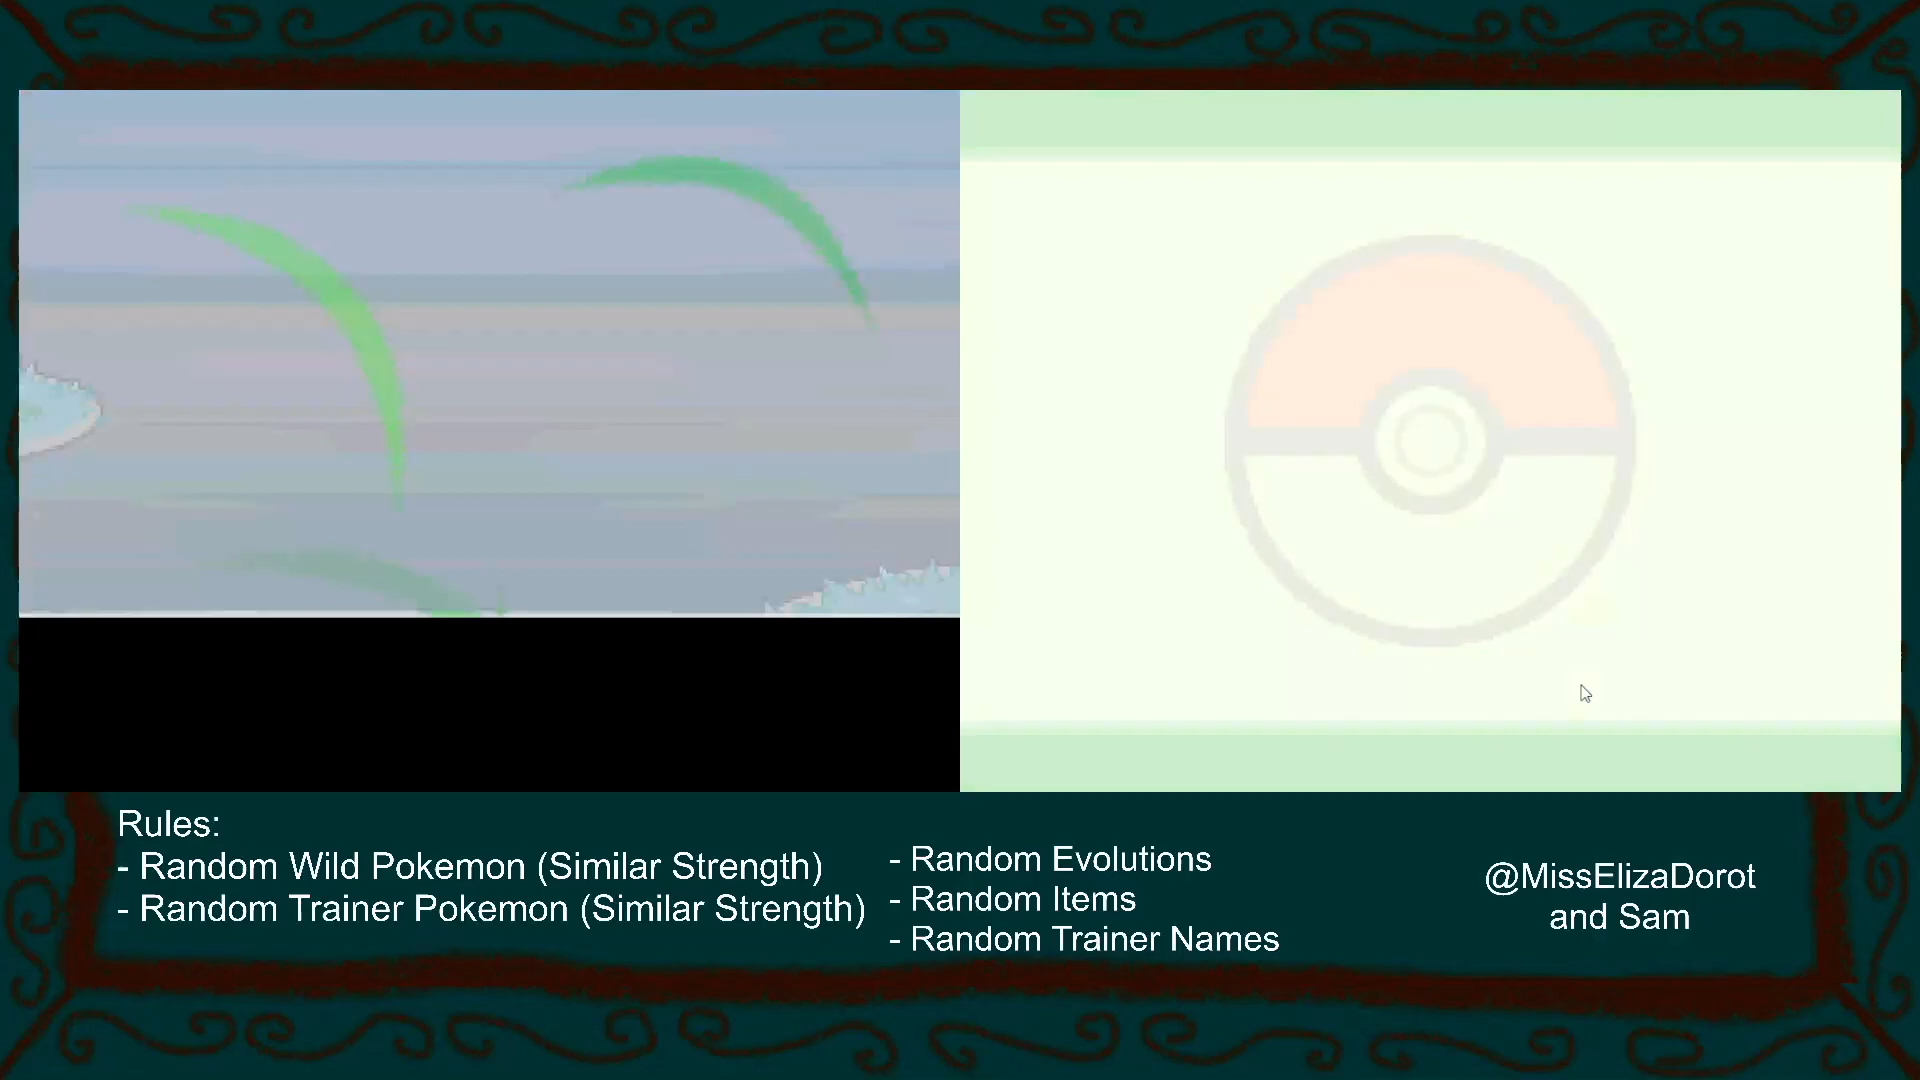 Rules:
- Random Wild Pokemon (Similar Strength)
- Random Trainer Pokemon (Similar Strength)
- Random Evolutions
- Random Items
- Random Trainer Names
@MissElizaDorot
and Sam